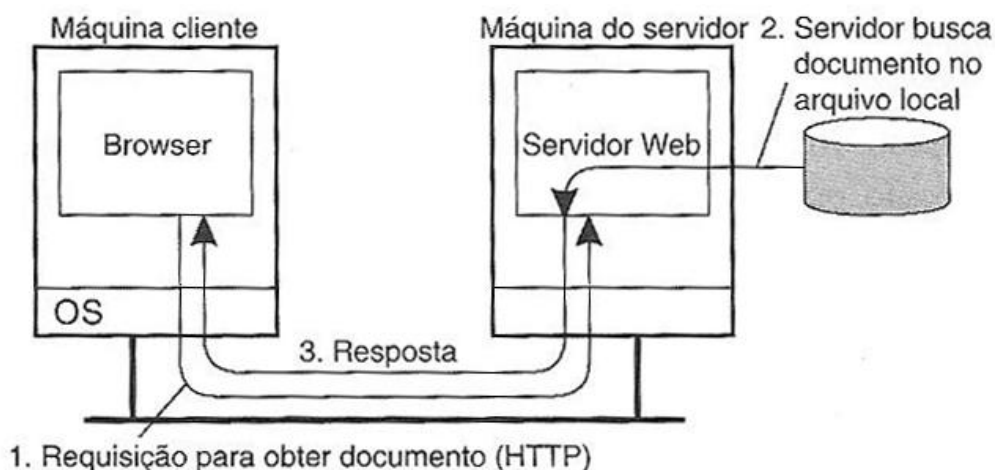 Máquina cliente
Máquina do servidor
2. Servidor busca
documento no
arquivo local
Browser
Servidor Web
OS
3. Resposta
1. Requisição para obter documento (HTTP)